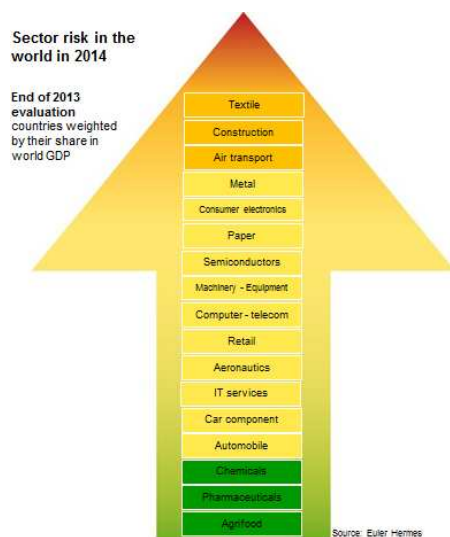 Sector risk in the
world in 2014
End of 2013
evaluation
countries weighted
by their share in
world GDP
Textile
Construction
Air transport
Metal
Consumer electronics
Paper
Semiconductors
Machinery - Equipment
Computer - telecom
Retail
Aeronautics
IT services
Car component
Automobile
Chemicals
Pharmaceuticals
Agrifood
Source: Euler Hermes